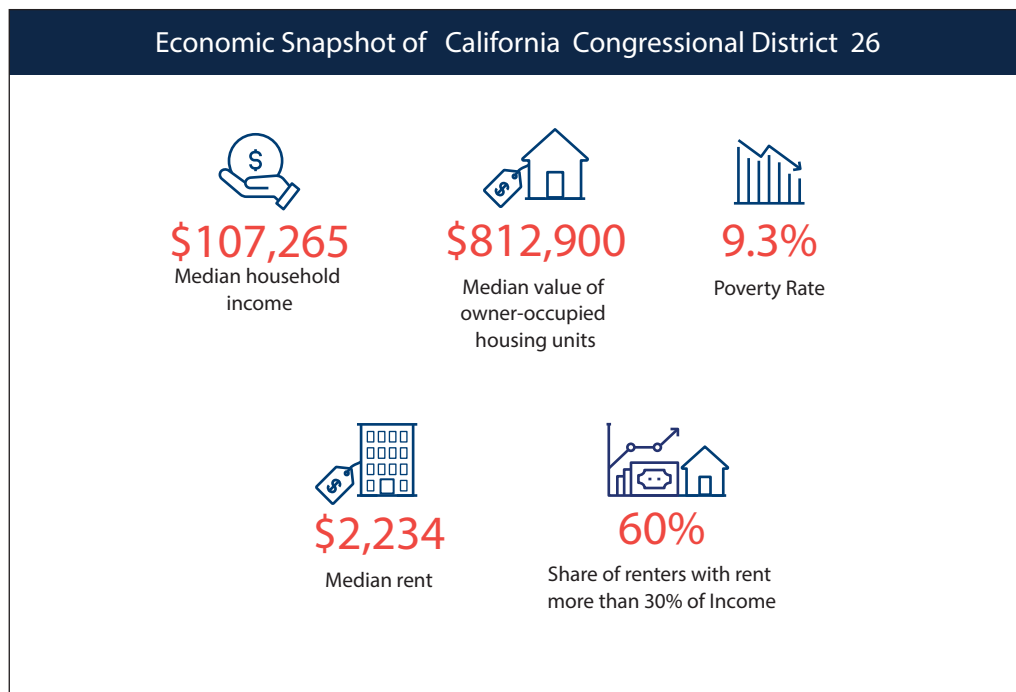 Economic Snapshot of California Congressional District 26
$
$
$107,265
Median household
income
$812,900
Median value of
owner-occupied
housing units
9.3%
Poverty Rate
$
$2,234
Median rent
60%
Share of renters with rent
more than 30% of Income